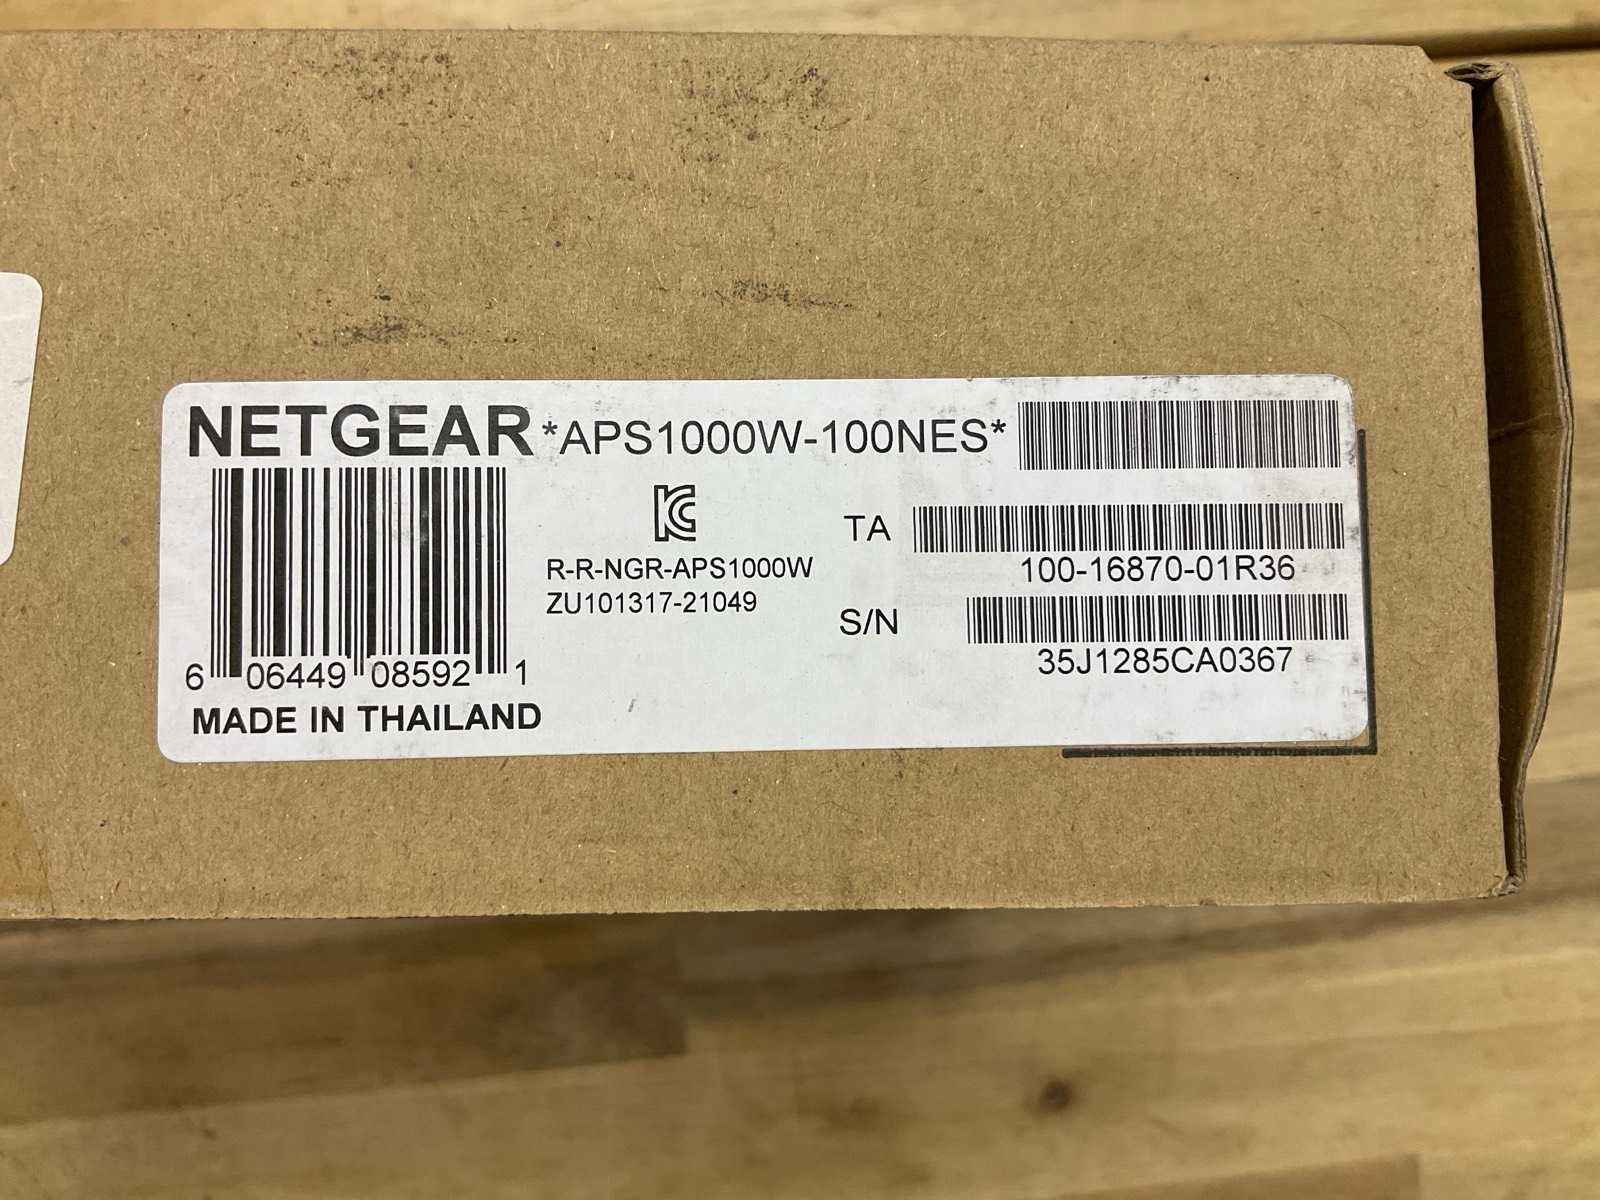 NETGEAR *APS1000W-100NES*
R-R-NGR-APS1000W
ZU101317-21049
TA
100-16870-01R36
S/N
35J1285CA0367
6 06449 08592 1
MADE IN THAILAND